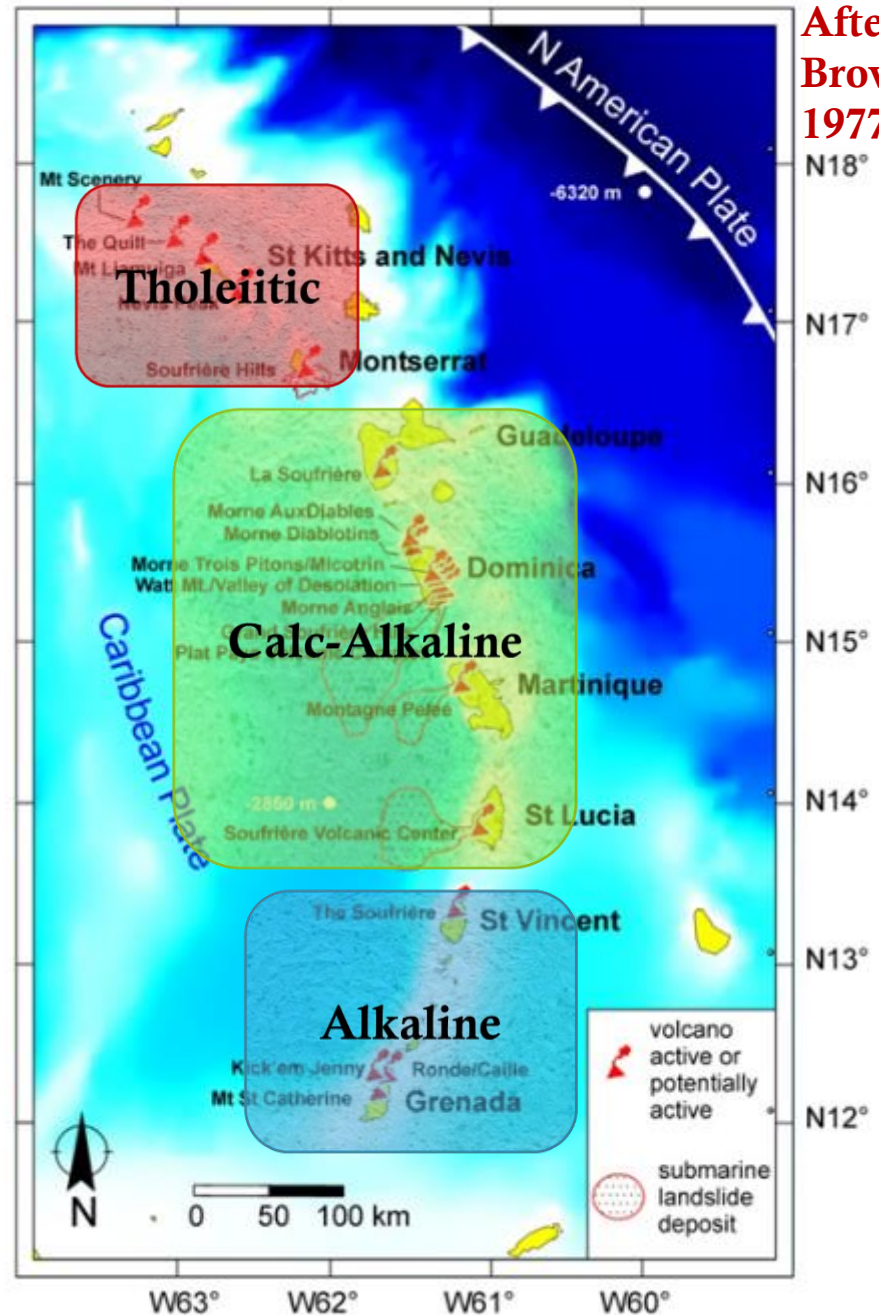 Afte
Brow
1977
N American Plate
-6320 m
N18°
Mt Scenery
The Quill
St Kitts and Nevis
Mt Liamuiga
Tholeiitic
Nevis Peak
N17°
Soufrière Hills
Montserrat
Guadeloupe
La Soufrière
N16°
Morne AuxDiables
Morne Diablotins
Morne Trois Pitons/Micotrin
Dominica
Watt Mt./Valley of Desolation
Morne Anglais
Calc-Alkaline
Plat Pays
N15°
Caribbean Plate
Martinique
Montagne Peleé
-2850 m
N14°
St Lucia
Soufrière Volcanic Center
The Soufrière
St Vincent
N13°
Alkaline
Kick'em Jenny
Ronde/Caille
Mt St Catherine
Grenada
N12°
volcano
active or
potentially
active
submarine
landslide
deposit
N
0 50 100 km
W63° W62° W61° W60°